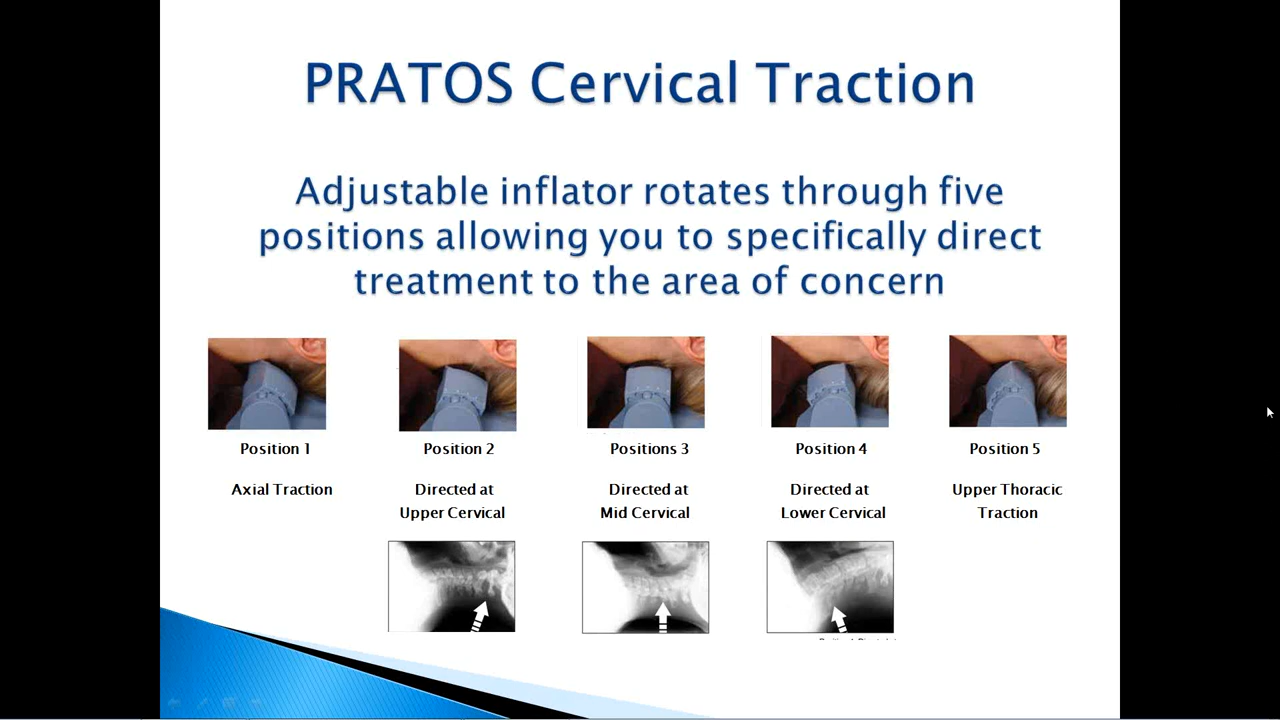 PRATOS Cervical Traction
Adjustable inflator rotates through five
positions allowing you to specifically direct
treatment to the area of concern
Position 1
Position 2
Positions 3
Position 4
Position 5
Axial Traction
Directed at
Upper Cervical
Directed at
Mid Cervical
Directed at
Lower Cervical
Upper Thoracic
Traction